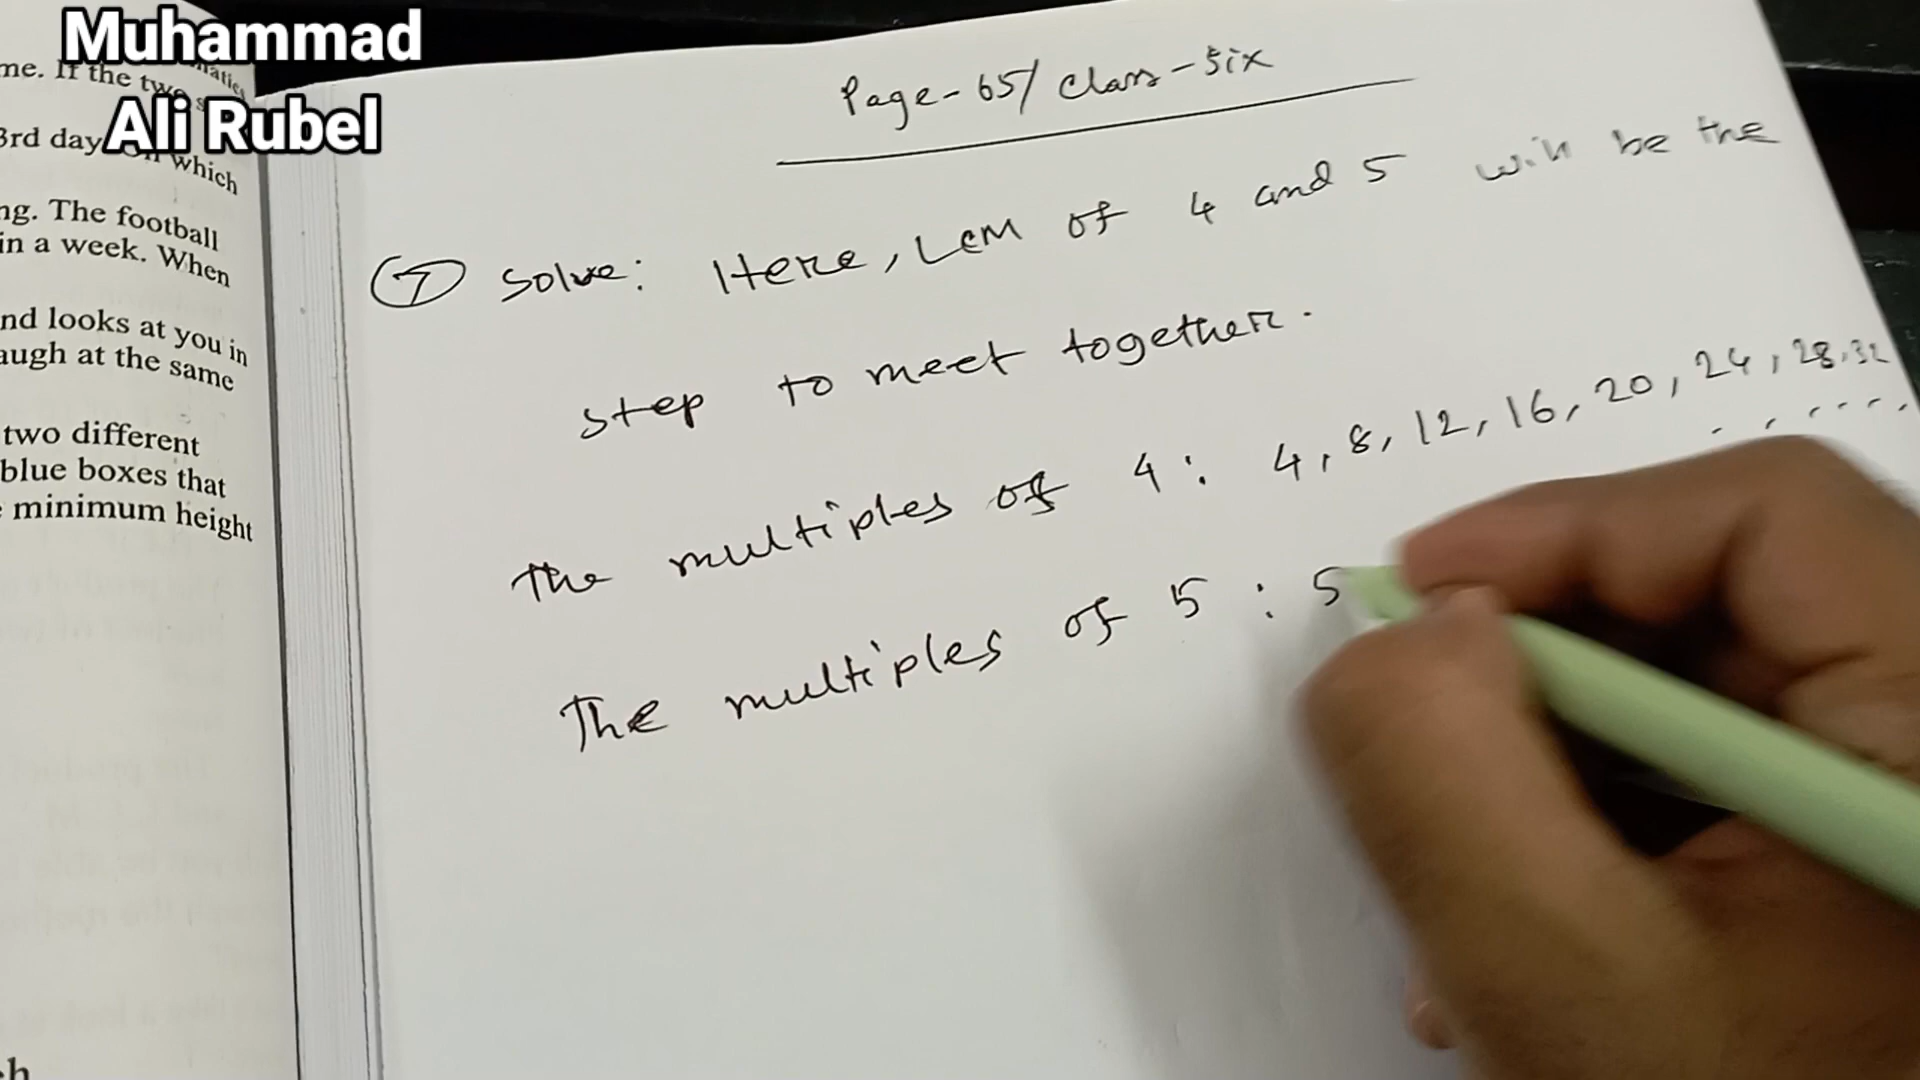 Muhammad
Ali Rubel
me. If the two s
3rd day on which
ng. The football
in a week. When
nd looks at you in
augh at the same
two different
blue boxes that
minimum height
Page-65/ Class-Six
7 Solve: Here, LCM of 4 and 5 will be the
step to meet together.
The multiples of 4: 4, 8, 12, 16, 20, 24, 28, 32
The multiples of 5 : 5